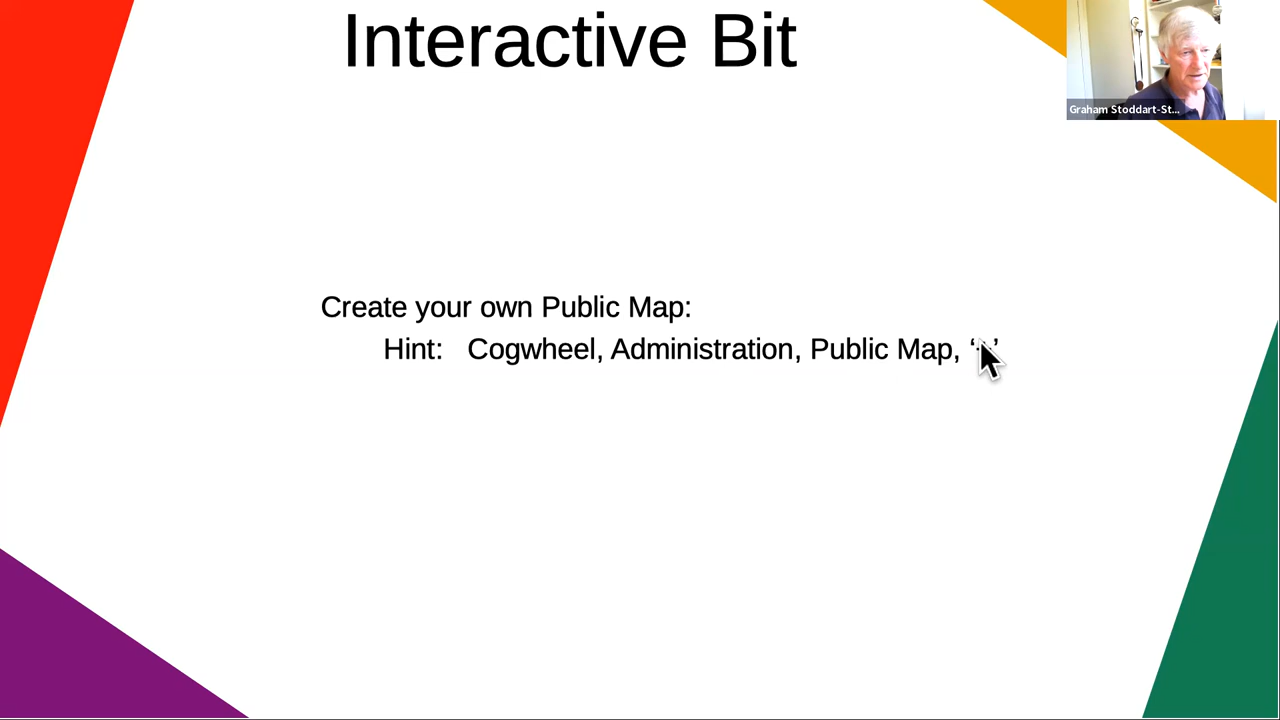 Interactive Bit
Graham Stoddart-St...
Create your own Public Map:
Hint: Cogwheel, Administration, Public Map,